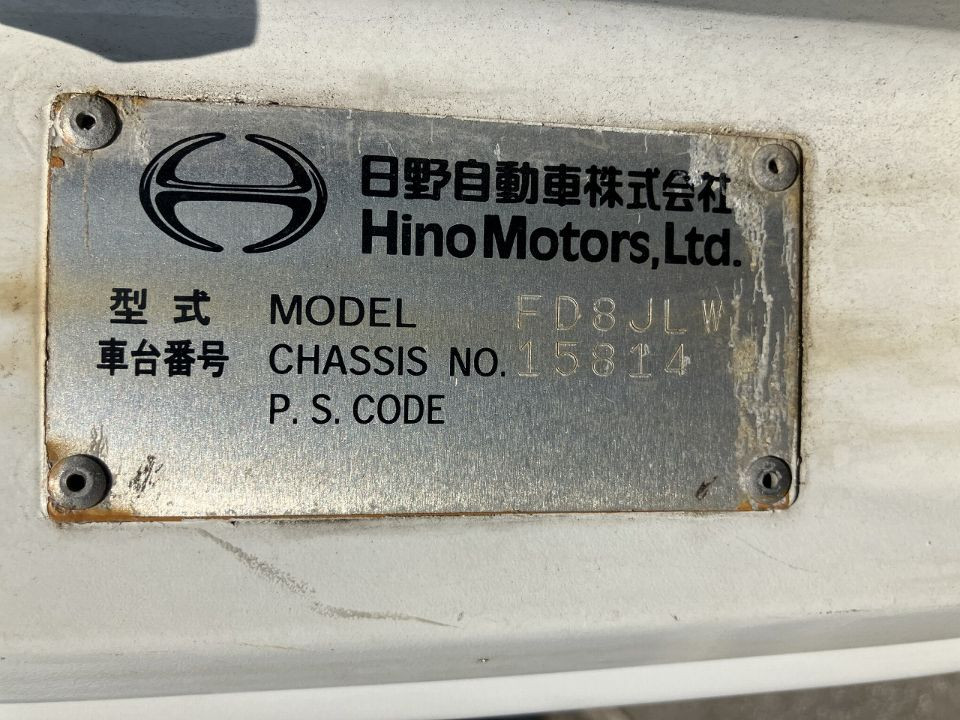 日野自動車株式会社
Hino Motors, Ltd.
型式 MODEL FD8JLW
車台番号 CHASSIS NO. 15814
P. S. CODE